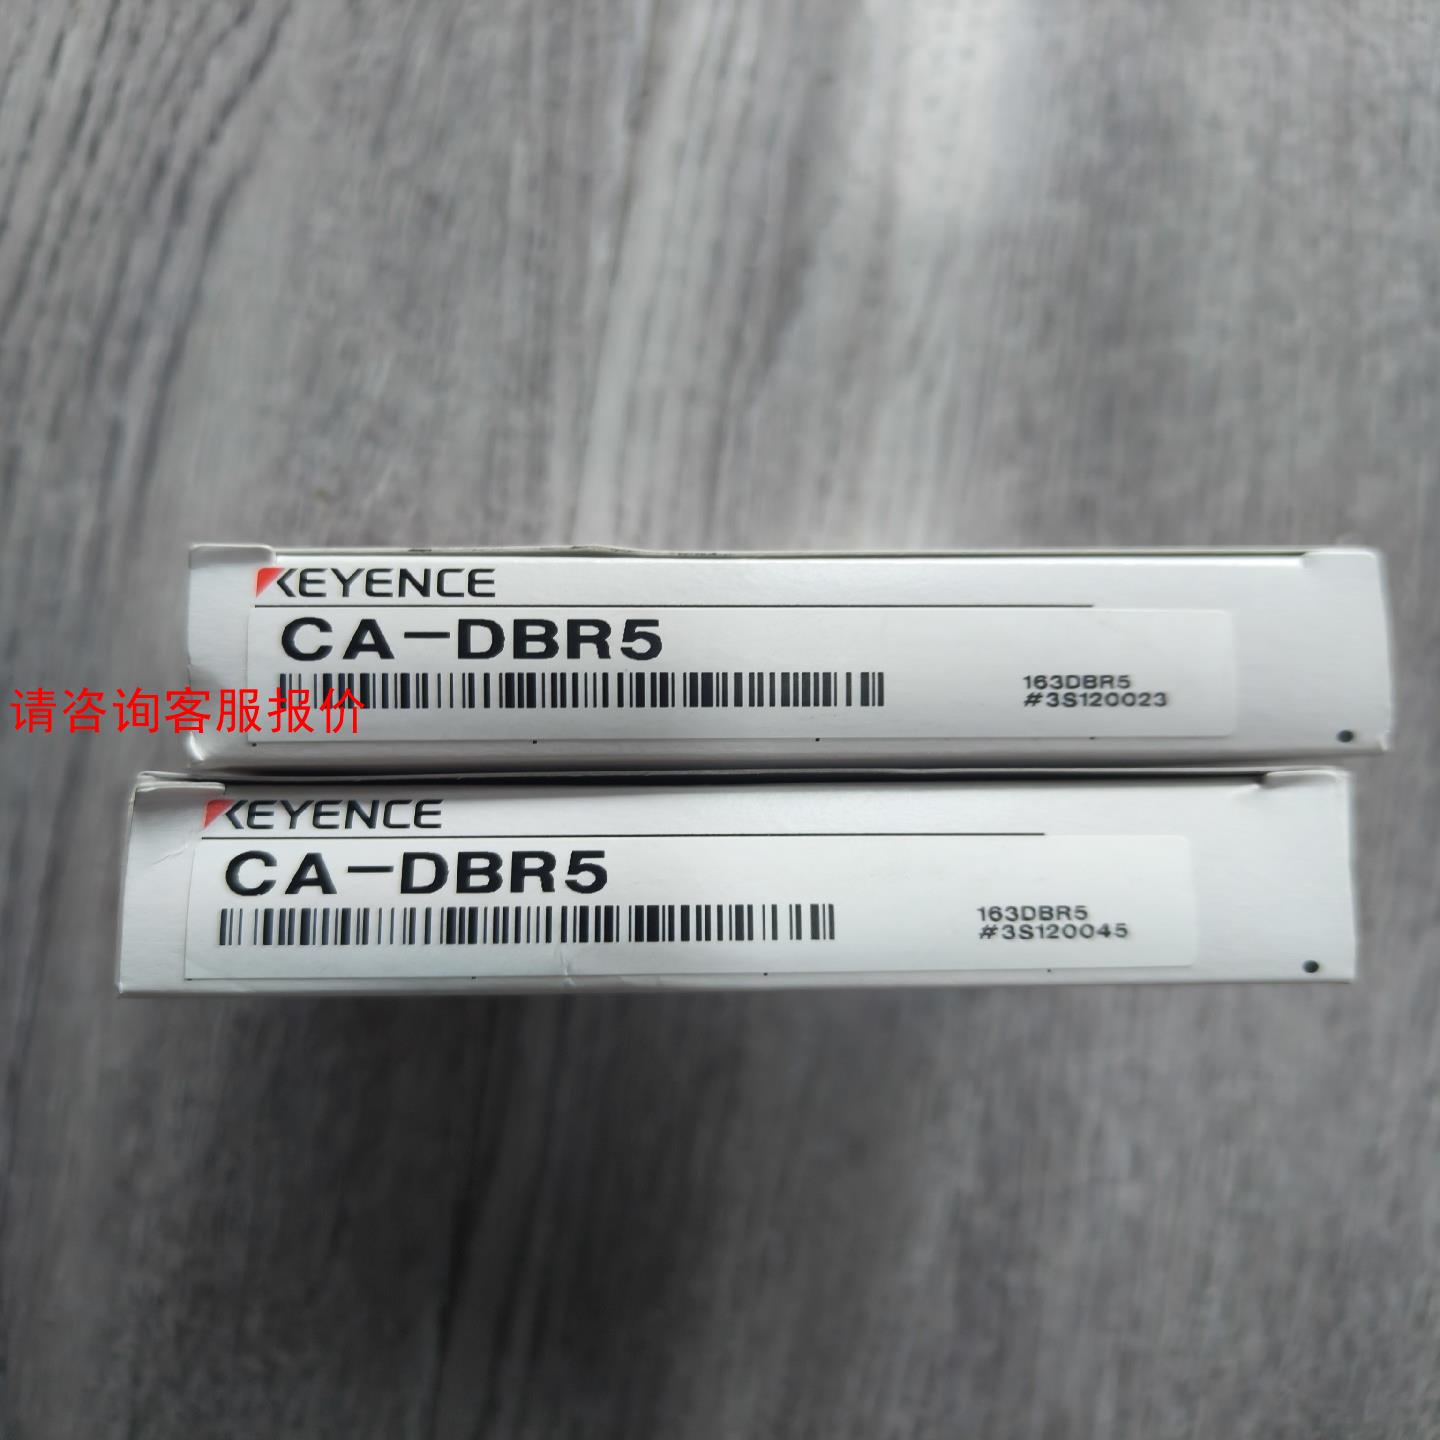 KEYENCE
CA-DBR5
163DBR5
#3S120023
请咨询客服报价
KEYENCE
CA-DBR5
163DBR5
#3S120045